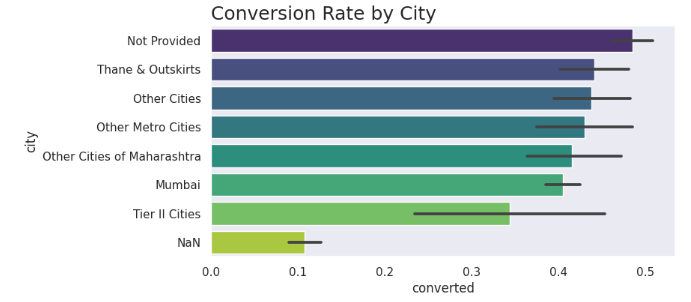 Conversion Rate by City
Not Provided
Thane & Outskirts
Other Cities
Other Metro Cities
city
Other Cities of Maharashtra
Mumbai
Tier II Cities
NaN
0.0 0.1 0.2 0.3 0.4 0.5
converted